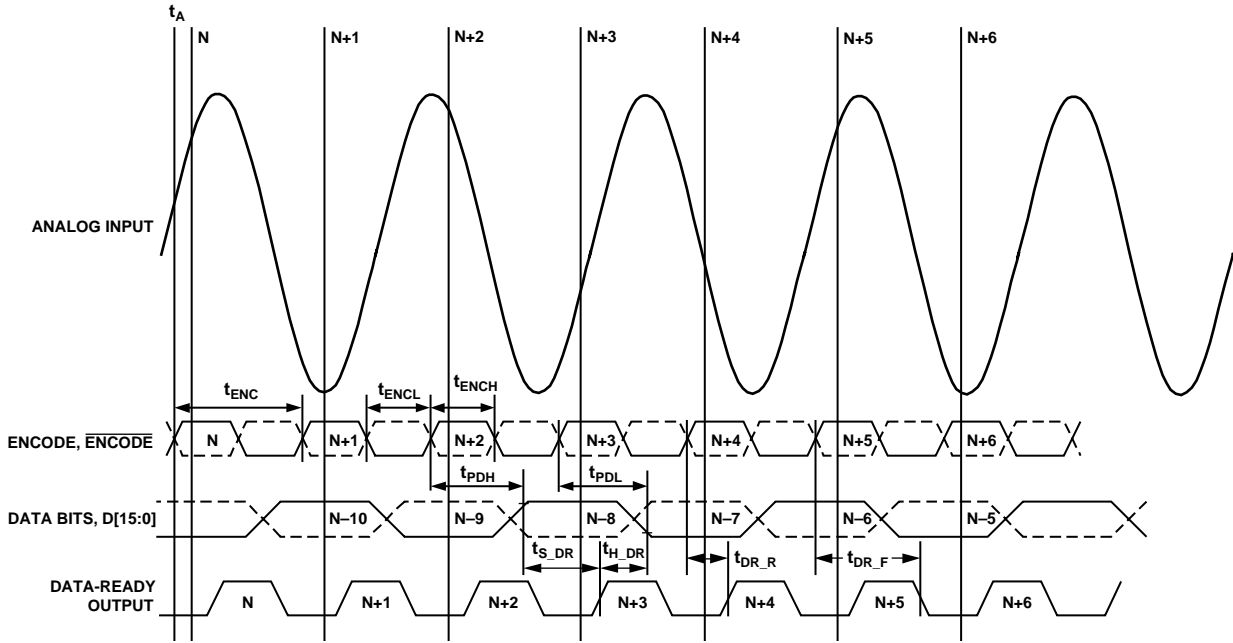 tA
N N+1 N+2 N+3 N+4 N+5 N+6
ANALOG INPUT
tENC tENCL tENCH
ENCODE, ENCODE N N+1 N+2 N+3 N+4 N+5 N+6
tPDH tPDL
DATA BITS, D[15:0] N–10 N–9 N–8 N–7 N–6 N–5
tS_DR tH_DR tDR_R tDR_F
DATA-READY
OUTPUT N N+1 N+2 N+3 N+4 N+5 N+6